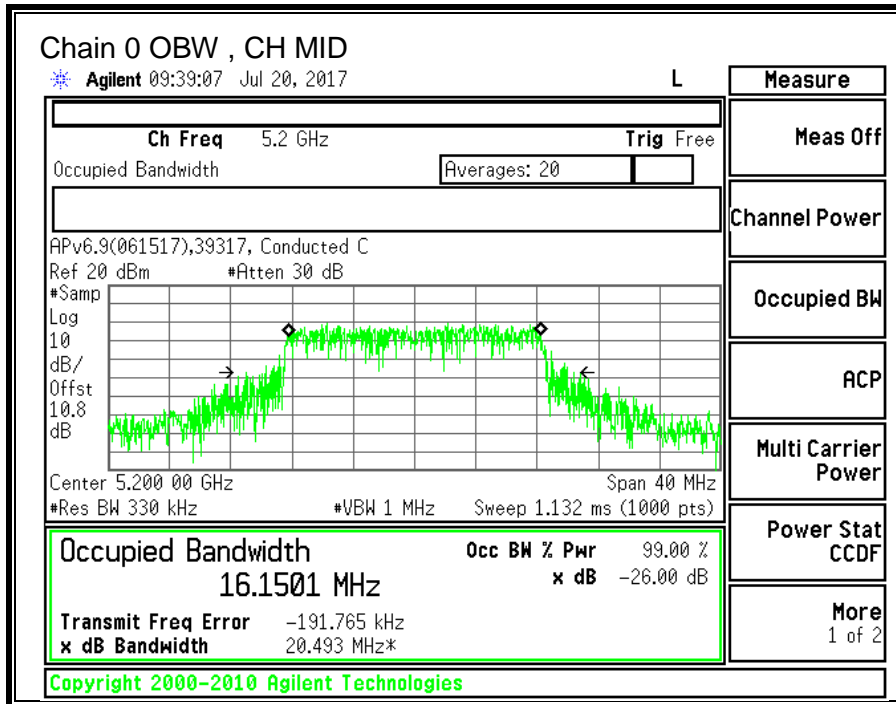 Chain 0 OBW , CH MID
Agilent 09:39:07 Jul 20, 2017 L
Measure
Ch Freq 5.2 GHz Trig Free
Meas Off
Occupied Bandwidth Averages: 20
Channel Power
APv6.9(061517),39317, Conducted C
Ref 20 dBm #Atten 30 dB
#Samp
Log
10
dB/
Offst
10.8
dB
Occupied BW
ACP
Multi Carrier
Power
Center 5.200 00 GHz Span 40 MHz
#Res BW 330 kHz #VBW 1 MHz Sweep 1.132 ms (1000 pts)
Power Stat
CCDF
Occupied Bandwidth Occ BW % Pwr 99.00 %
16.1501 MHz x dB -26.00 dB
Transmit Freq Error -191.765 kHz
x dB Bandwidth 20.493 MHz*
More
1 of 2
Copyright 2000-2010 Agilent Technologies